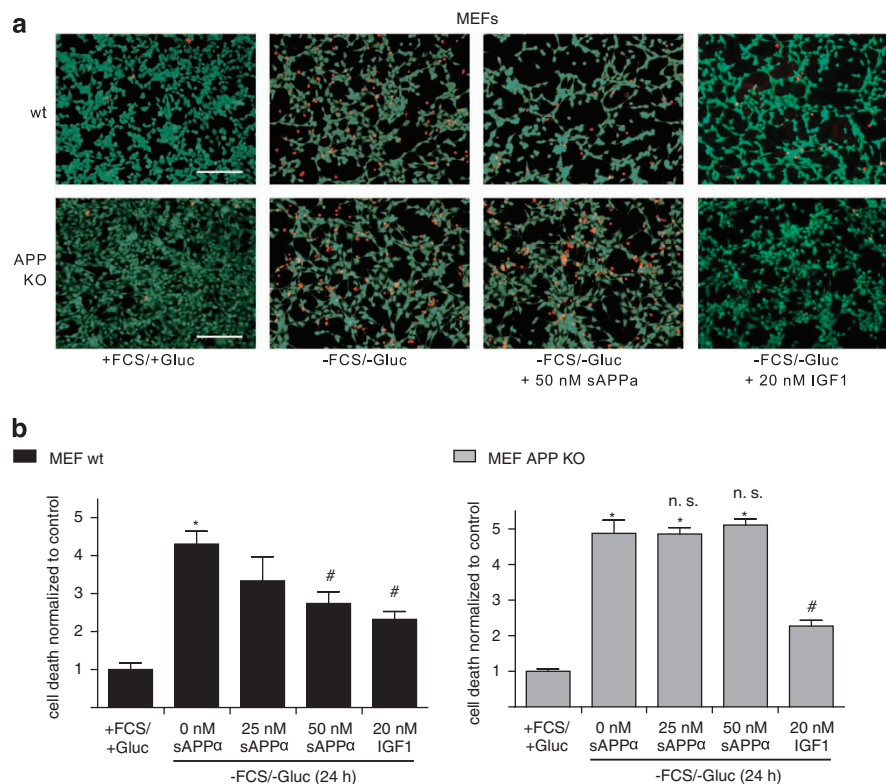 a
MEFs
wt
APP
KO
+FCS/+Gluc
-FCS/-Gluc
-FCS/-Gluc
+ 50 nM sAPPa
-FCS/-Gluc
+ 20 nM IGF1
b
MEF wt
cell death normalized to control
5
4
3
2
1
*
#
#
+FCS/
+Gluc
0 nM
sAPPα
25 nM
sAPPα
50 nM
sAPPα
20 nM
IGF1
-FCS/-Gluc (24 h)
MEF APP KO
cell death normalized to control
5
4
3
2
1
n. s.
n. s.
*
*
*
#
+FCS/
+Gluc
0 nM
sAPPα
25 nM
sAPPα
50 nM
sAPPα
20 nM
IGF1
-FCS/-Gluc (24 h)